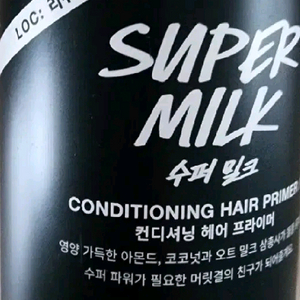 LOC:
SUPER
MILK
수퍼 밀크
CONDITIONING HAIR PRIMER
컨디셔닝 헤어 프라이머
영양 가득한 아몬드, 코코넛과 오트 밀크 삼총사가
수퍼 파워가 필요한 머릿결의 친구가 되어줄게요.